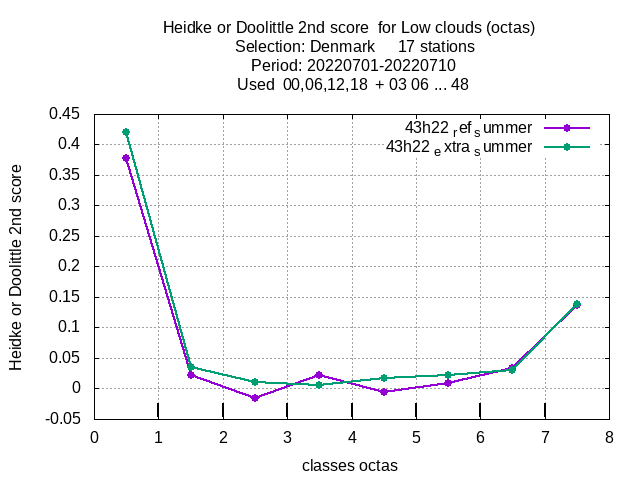 Heidke or Doolittle 2nd score  for Low clouds (octas)
Selection: Denmark     17 stations
Period: 20220701-20220710
Used  00,06,12,18  + 03 06 ... 48
43h22 ref summer
43h22 extra summer
0.45
0.4
0.35
0.3
0.25
0.2
0.15
0.1
0.05
0
-0.05
Heidke or Doolittle 2nd score
0 1 2 3 4 5 6 7 8
classes octas